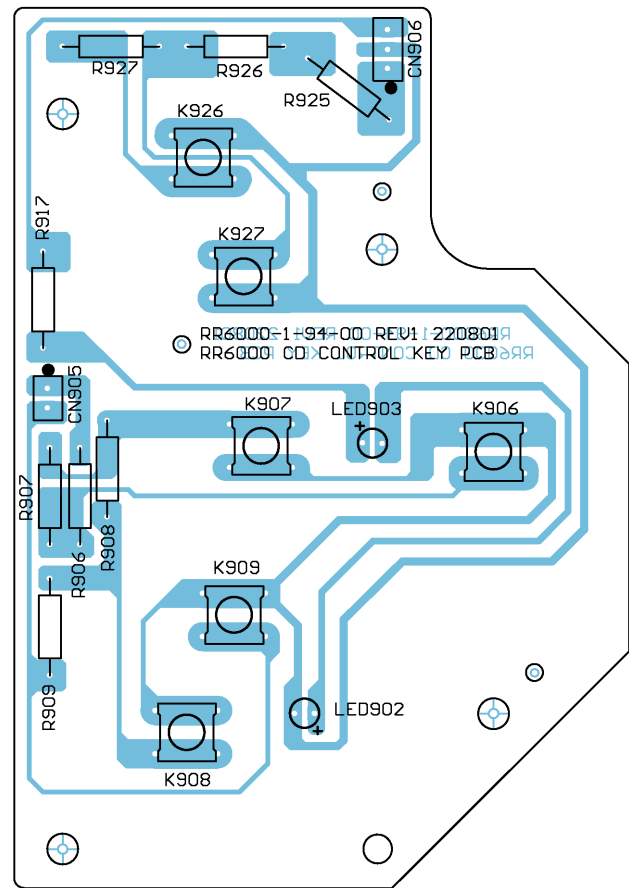 CN906
R927
R926
R925
K926
R917
K927
RR6000-1-94-00 REV1 220801
RR6000 CD CONTROL KEY PCB
CN905
K907
LED903
K906
R907
R906
R908
K909
R909
LED902
K908